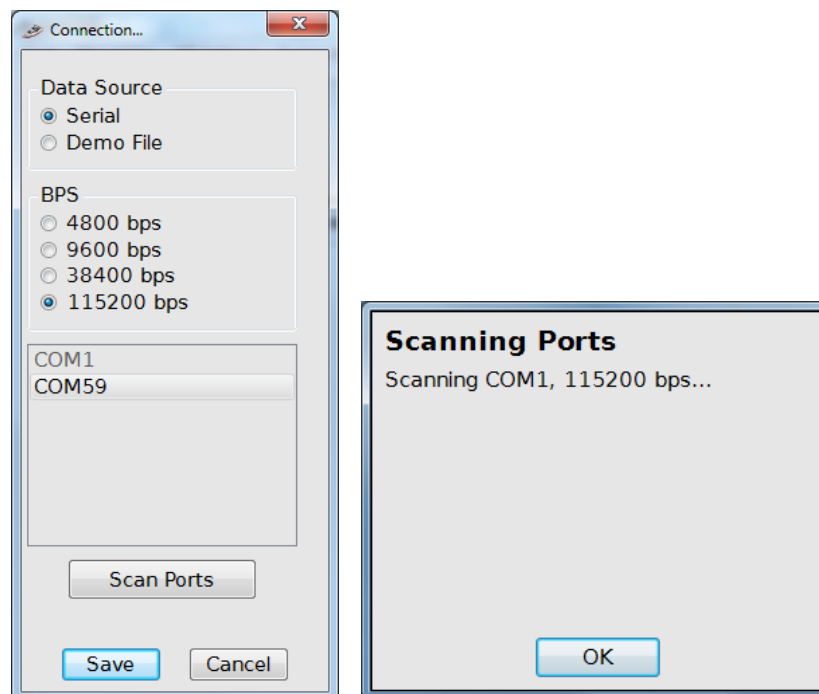 Connection...
Data Source
Serial
Demo File
BPS
4800 bps
9600 bps
38400 bps
115200 bps
COM1
COM59
Scan Ports
Save
Cancel
Scanning Ports
Scanning COM1, 115200 bps...
OK